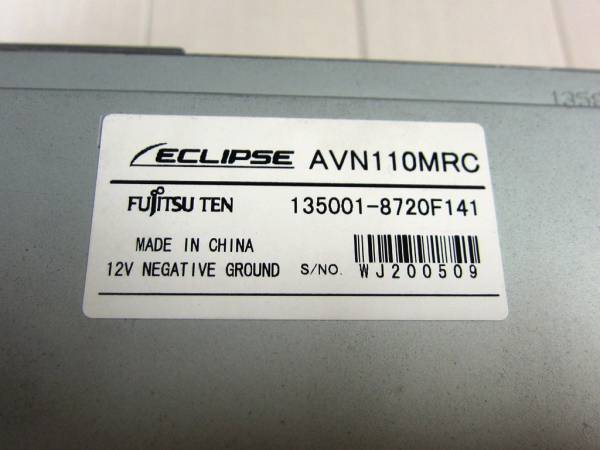 ECLIPSE AVN110MRC
FUJITSU TEN 135001-8720F141
MADE IN CHINA
12V NEGATIVE GROUND S/NO. WJ200509